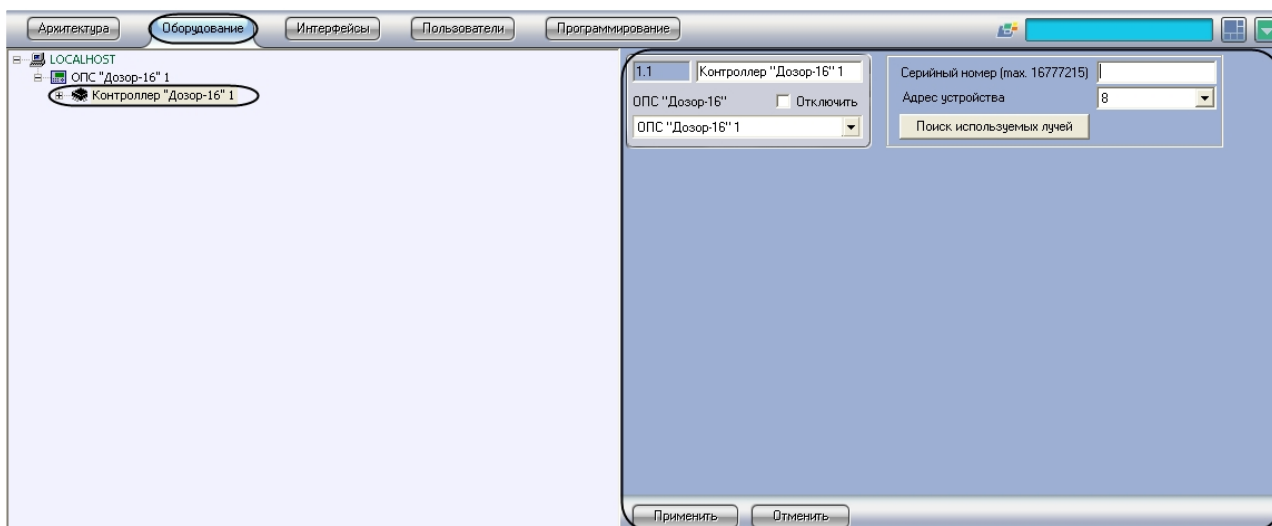 Архитектура Оборудование Интерфейсы Пользователи Программирование
LOCALHOST
ОПС "Дозор-16" 1
Контроллер "Дозор-16" 1
1.1 Контроллер "Дозор-16" 1
ОПС "Дозор-16" Отключить
ОПС "Дозор-16" 1
Серийный номер (max. 16777215)
Адрес устройства 8
Поиск используемых лучей
Применить Отменить